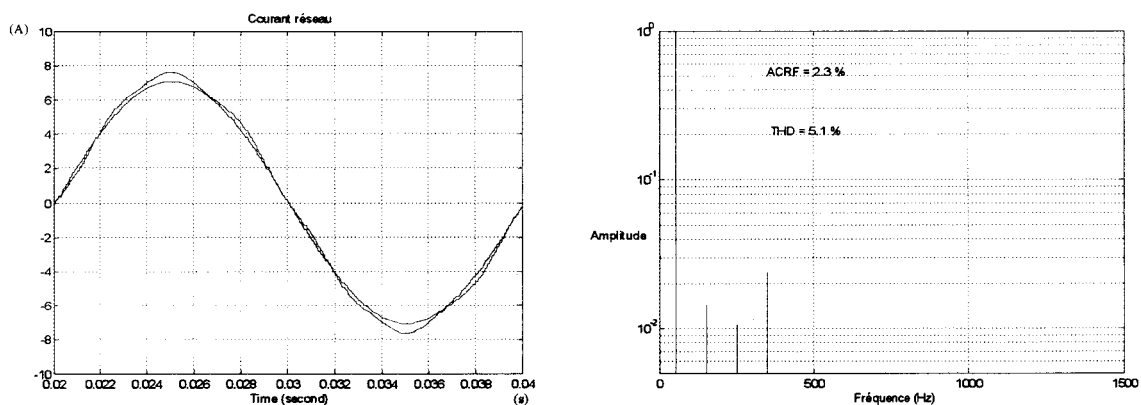 Courant réseau
(A)
10
8
6
4
2
0
-2
-4
-6
-8
-10
0.02 0.022 0.024 0.026 0.028 0.03 0.032 0.034 0.036 0.038 0.04
Time (second)
(s)
10^0
10^-1
10^-2
ACRF = 2.3 %
THD = 5.1 %
Amplitude
0 500 1000 1500
Fréquence (Hz)